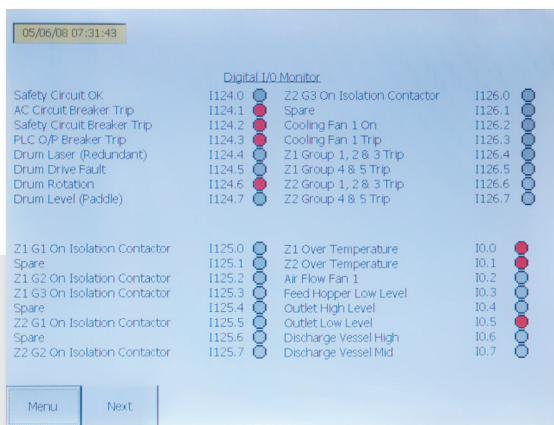 05/06/08 07:31:43
Digital I/O Monitor
Safety Circuit OK I124.0
AC Circuit Breaker Trip I124.1
Safety Circuit Breaker Trip I124.2
PLC O/P Breaker Trip I124.3
Drum Laser (Redundant) I124.4
Drum Drive Fault I124.5
Drum Rotation I124.6
Drum Level (Paddle) I124.7
Z2 G3 On Isolation Contactor I126.0
Spare I126.1
Cooling Fan 1 On I126.2
Cooling Fan 1 Trip I126.3
Z1 Group 1, 2 & 3 Trip I126.4
Z1 Group 4 & 5 Trip I126.5
Z2 Group 1, 2 & 3 Trip I126.6
Z2 Group 4 & 5 Trip I126.7
Z1 G1 On Isolation Contactor I125.0
Spare I125.1
Z1 G2 On Isolation Contactor I125.2
Z1 G3 On Isolation Contactor I125.3
Spare I125.4
Z2 G1 On Isolation Contactor I125.5
Spare I125.6
Z2 G2 On Isolation Contactor I125.7
Z1 Over Temperature I0.0
Z2 Over Temperature I0.1
Air Flow Fan 1 I0.2
Feed Hopper Low Level I0.3
Outlet High Level I0.4
Outlet Low Level I0.5
Discharge Vessel High I0.6
Discharge Vessel Mid I0.7
Menu Next